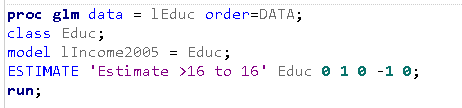 proc glm data = lEduc order=DATA;
class Educ;
model lIncome2005 = Educ;
ESTIMATE 'Estimate >16 to 16' Educ 0 1 0 -1 0;
run;